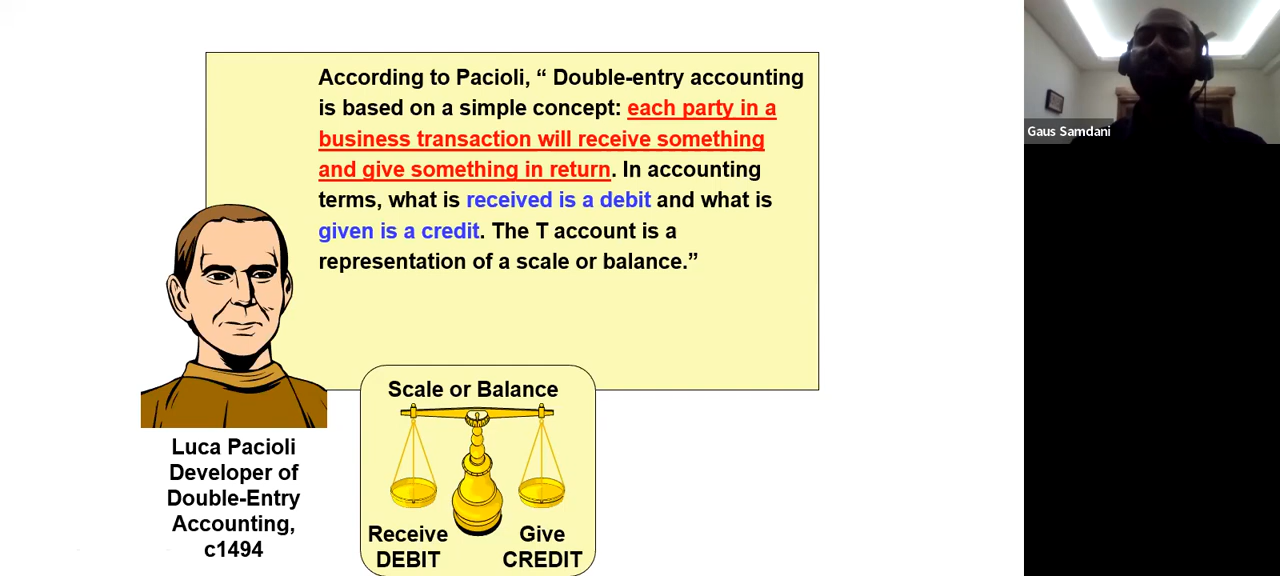 According to Pacioli, “ Double-entry accounting
is based on a simple concept: each party in a
business transaction will receive something
and give something in return. In accounting
terms, what is received is a debit and what is
given is a credit. The T account is a
representation of a scale or balance.”
Gaus Samdani
Scale or Balance
Receive
DEBIT
Give
CREDIT
Luca Pacioli
Developer of
Double-Entry
Accounting,
c1494